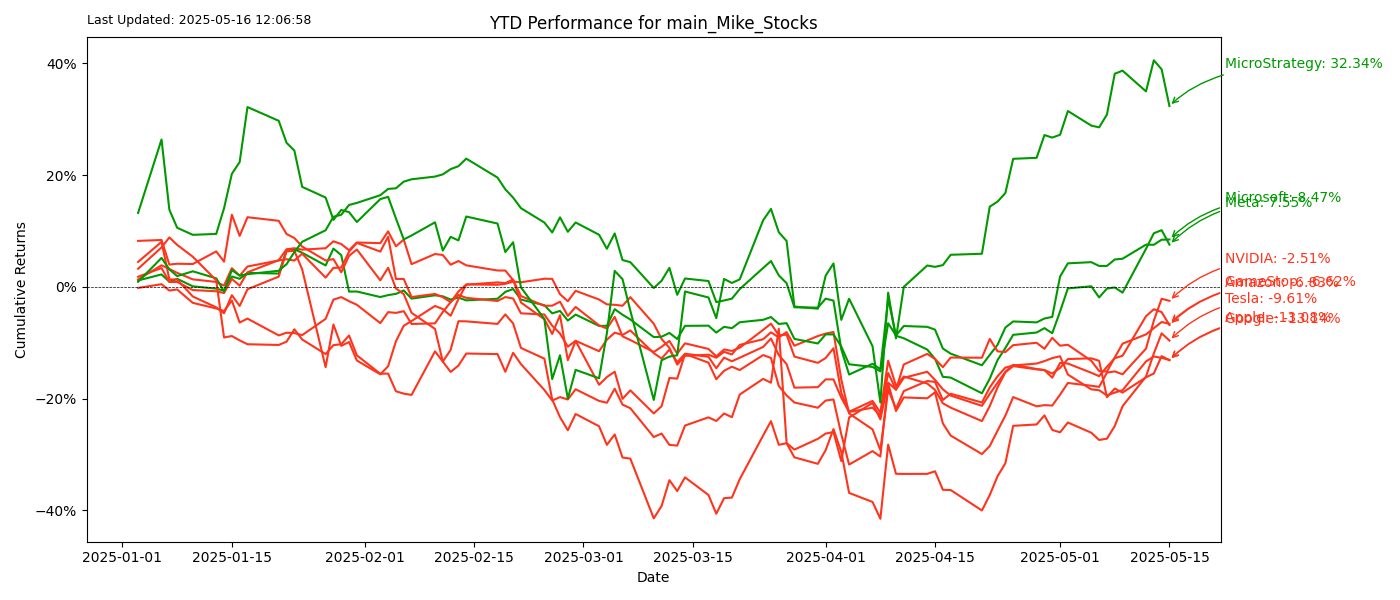 Last Updated: 2025-05-16 12:06:58
YTD Performance for main_Mike_Stocks
Cumulative Returns
40%
20%
0%
−20%
−40%
MicroStrategy: 32.34%
Microsoft: 8.47%
Meta: 7.55%
NVIDIA: -2.51%
Tesla: -9.61%
2025-01-01 2025-01-15 2025-02-01 2025-02-15 2025-03-01 2025-03-15 2025-04-01 2025-04-15 2025-05-01 2025-05-15
Date